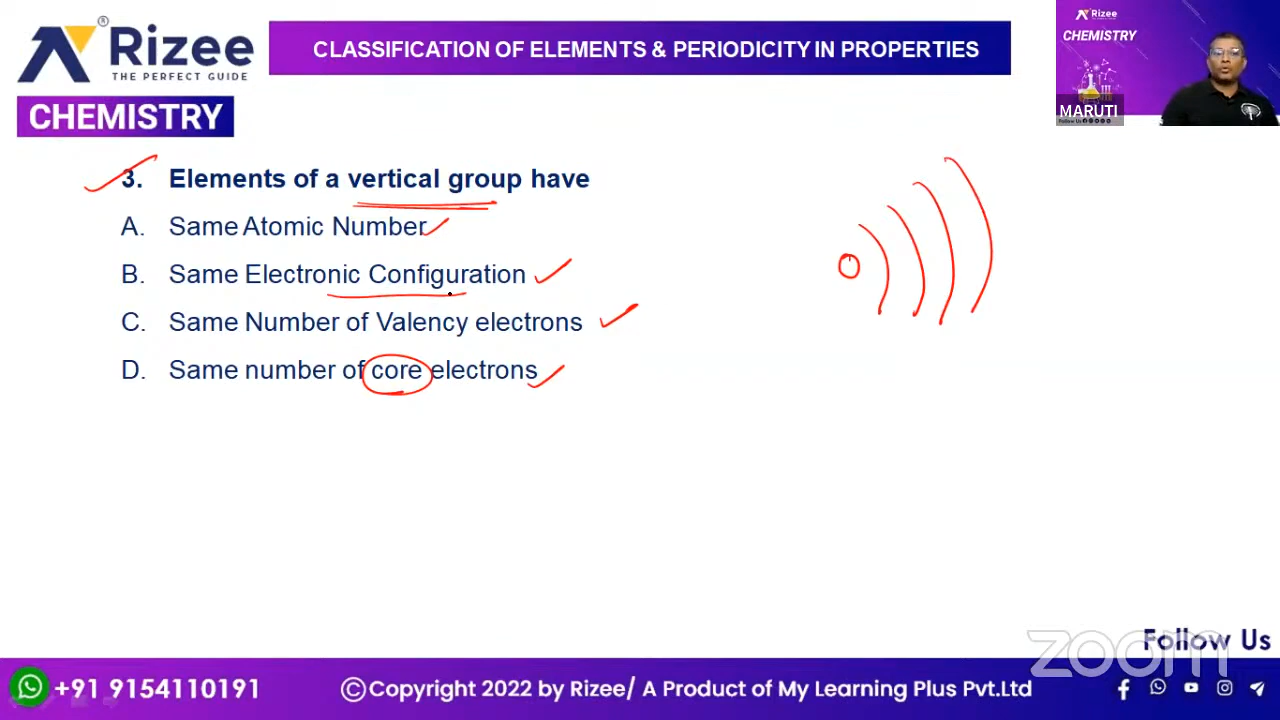 Rizee
®
THE PERFECT GUIDE
CLASSIFICATION OF ELEMENTS & PERIODICITY IN PROPERTIES
Rizee
CHEMISTRY
MARUTI
CHEMISTRY
3. Elements of a vertical group have
A. Same Atomic Number
B. Same Electronic Configuration
C. Same Number of Valency electrons
D. Same number of core electrons
Follow Us
zoom
+91 9154110191
©Copyright 2022 by Rizee/ A Product of My Learning Plus Pvt.Ltd